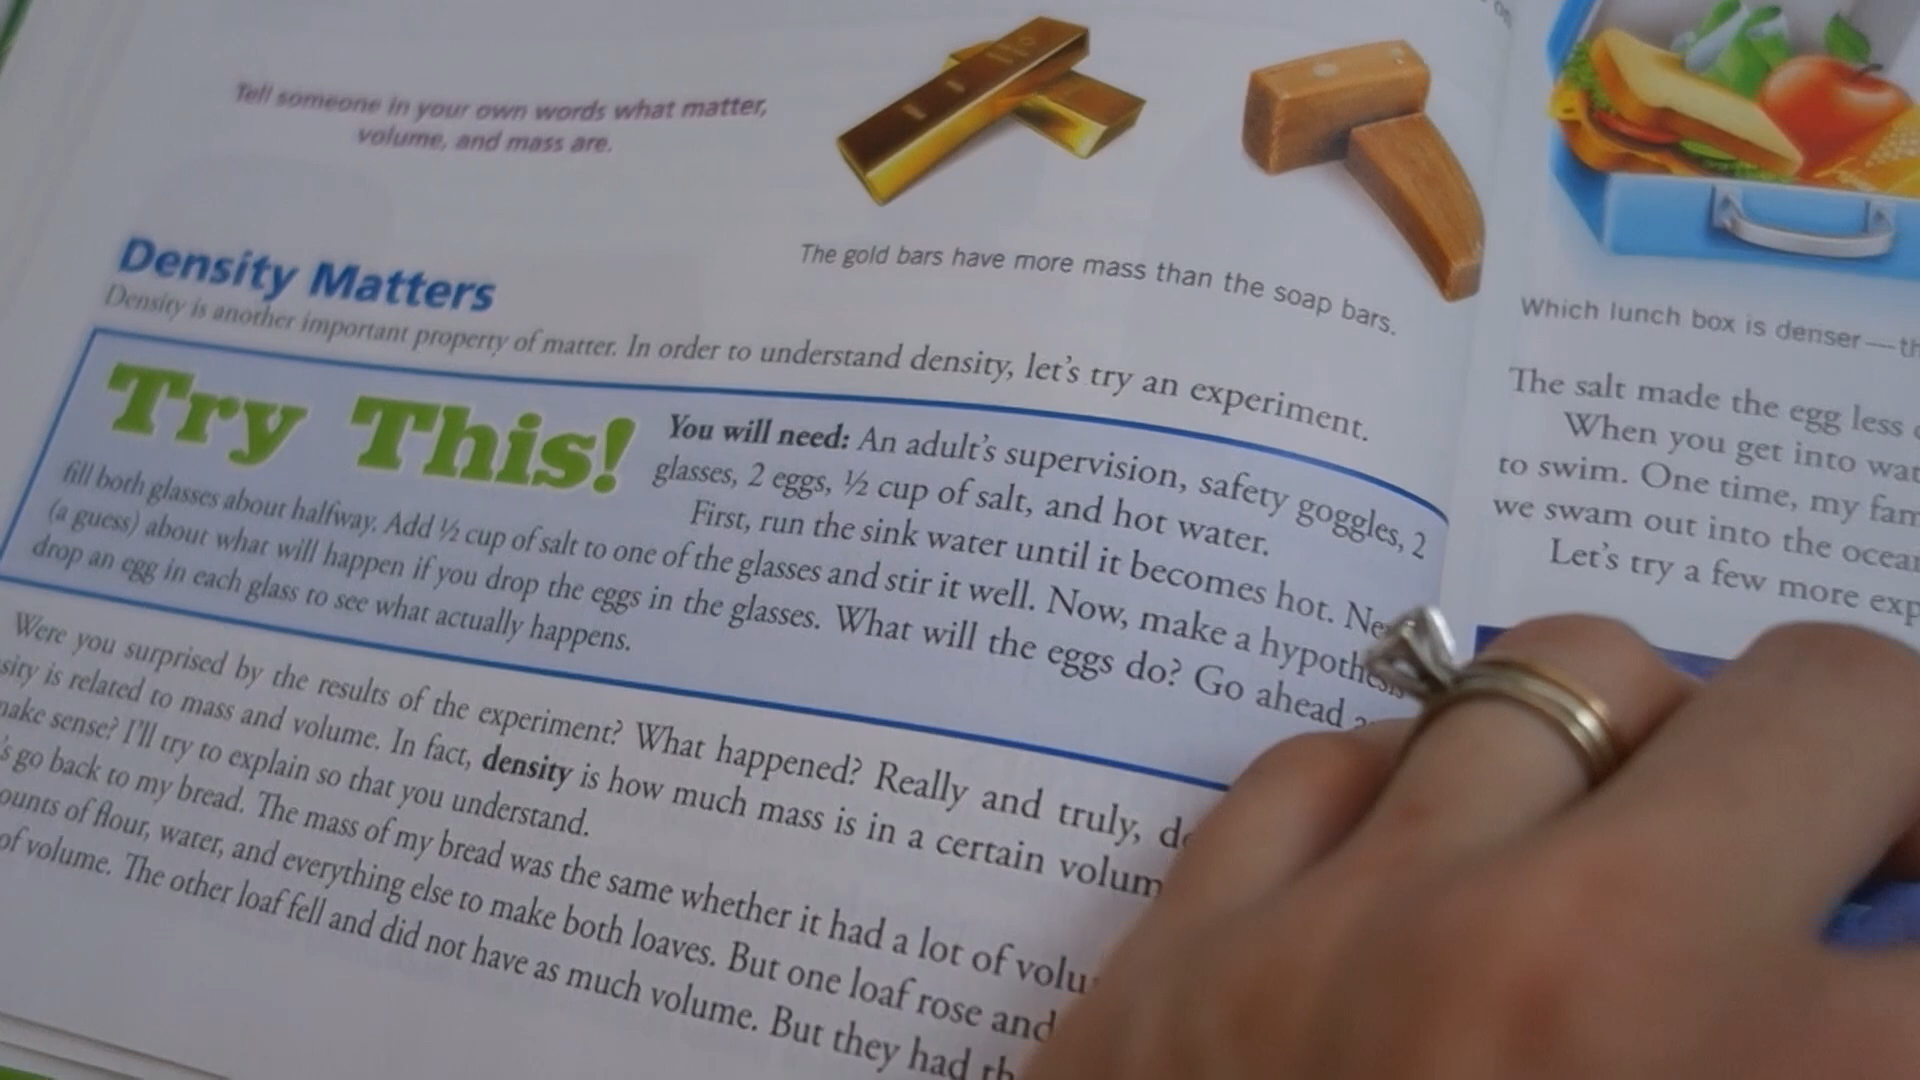 Tell someone in your own words what matter,
volume, and mass are.
The gold bars have more mass than the soap bars.
Density Matters
Density is another important property of matter. In order to understand density, let's try an experiment.
Try This!
You will need: An adult's supervision, safety goggles, 2
glasses, 2 eggs, ½ cup of salt, and hot water.
First, run the sink water until it becomes hot. Ne
fill both glasses about halfway. Add ½ cup of salt to one of the glasses and stir it well. Now, make a hypothesis
(a guess) about what will happen if you drop the eggs in the glasses. What will the eggs do? Go ahead a
drop an egg in each glass to see what actually happens.
Were you surprised by the results of the experiment? What happened? Really and truly, de
sity is related to mass and volume. In fact, density is how much mass is in a certain volum
make sense? I'll try to explain so that you understand.
's go back to my bread. The mass of my bread was the same whether it had a lot of volu
ounts of flour, water, and everything else to make both loaves. But one loaf rose and
of volume. The other loaf fell and did not have as much volume. But they had th
Which lunch box is denser—th
The salt made the egg less
When you get into wat
to swim. One time, my fam
we swam out into the ocean
Let's try a few more exp